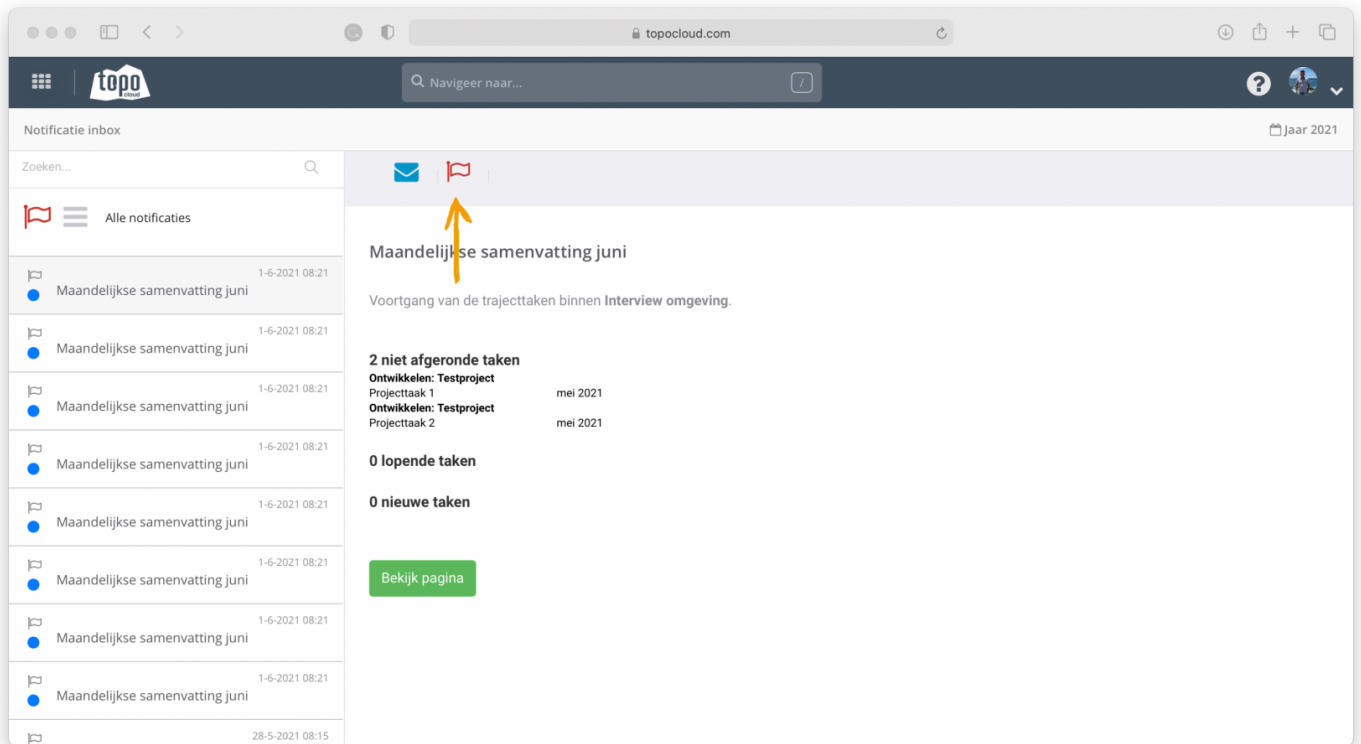 topocloud.com
topo
cloud
Navigeer naar...
/
?
Notificatie inbox
Jaar 2021
Zoeken...
Alle notificaties
1-6-2021 08:21
Maandelijkse samenvatting juni
1-6-2021 08:21
Maandelijkse samenvatting juni
1-6-2021 08:21
Maandelijkse samenvatting juni
1-6-2021 08:21
Maandelijkse samenvatting juni
1-6-2021 08:21
Maandelijkse samenvatting juni
1-6-2021 08:21
Maandelijkse samenvatting juni
1-6-2021 08:21
Maandelijkse samenvatting juni
1-6-2021 08:21
Maandelijkse samenvatting juni
28-5-2021 08:15
Maandelijkse samenvatting juni
Voortgang van de trajecttaken binnen Interview omgeving.
2 niet afgeronde taken
Ontwikkelen: Testproject
Projecttaak 1 mei 2021
Ontwikkelen: Testproject
Projecttaak 2 mei 2021
0 lopende taken
0 nieuwe taken
Bekijk pagina